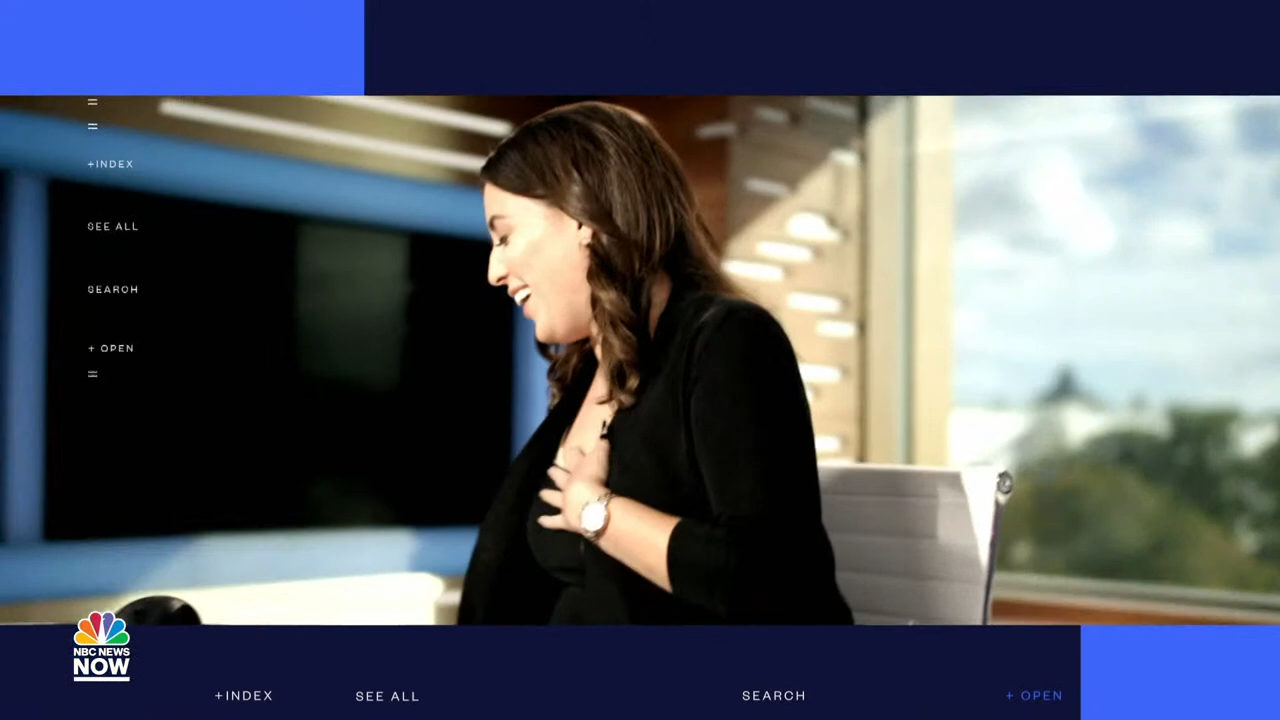 =
=
+INDEX
SEE ALL
SEARCH
+ OPEN
=
NBC NEWS
NOW
+INDEX
SEE ALL
SEARCH
+ OPEN